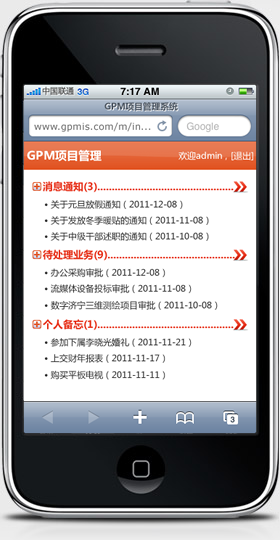 中国联通 3G 7:17 AM
GPM项目管理系统
www.gpmis.com/m/in... Google
GPM项目管理 欢迎admin，[退出]
消息通知(3)
• 关于元旦放假通知（2011-12-08）
• 关于发放冬季暖贴的通知（2011-11-08）
• 关于中级干部述职的通知（2011-10-08）
待处理业务(9)
• 办公采购审批（2011-12-08）
• 流媒体设备投标审批（2011-11-08）
• 数字济宁三维测绘项目审批（2011-10-08）
个人备忘(1)
• 参加下属李晓光婚礼（2011-11-21）
• 上交财年报表（2011-11-17）
• 购买平板电视（2011-11-11）
3